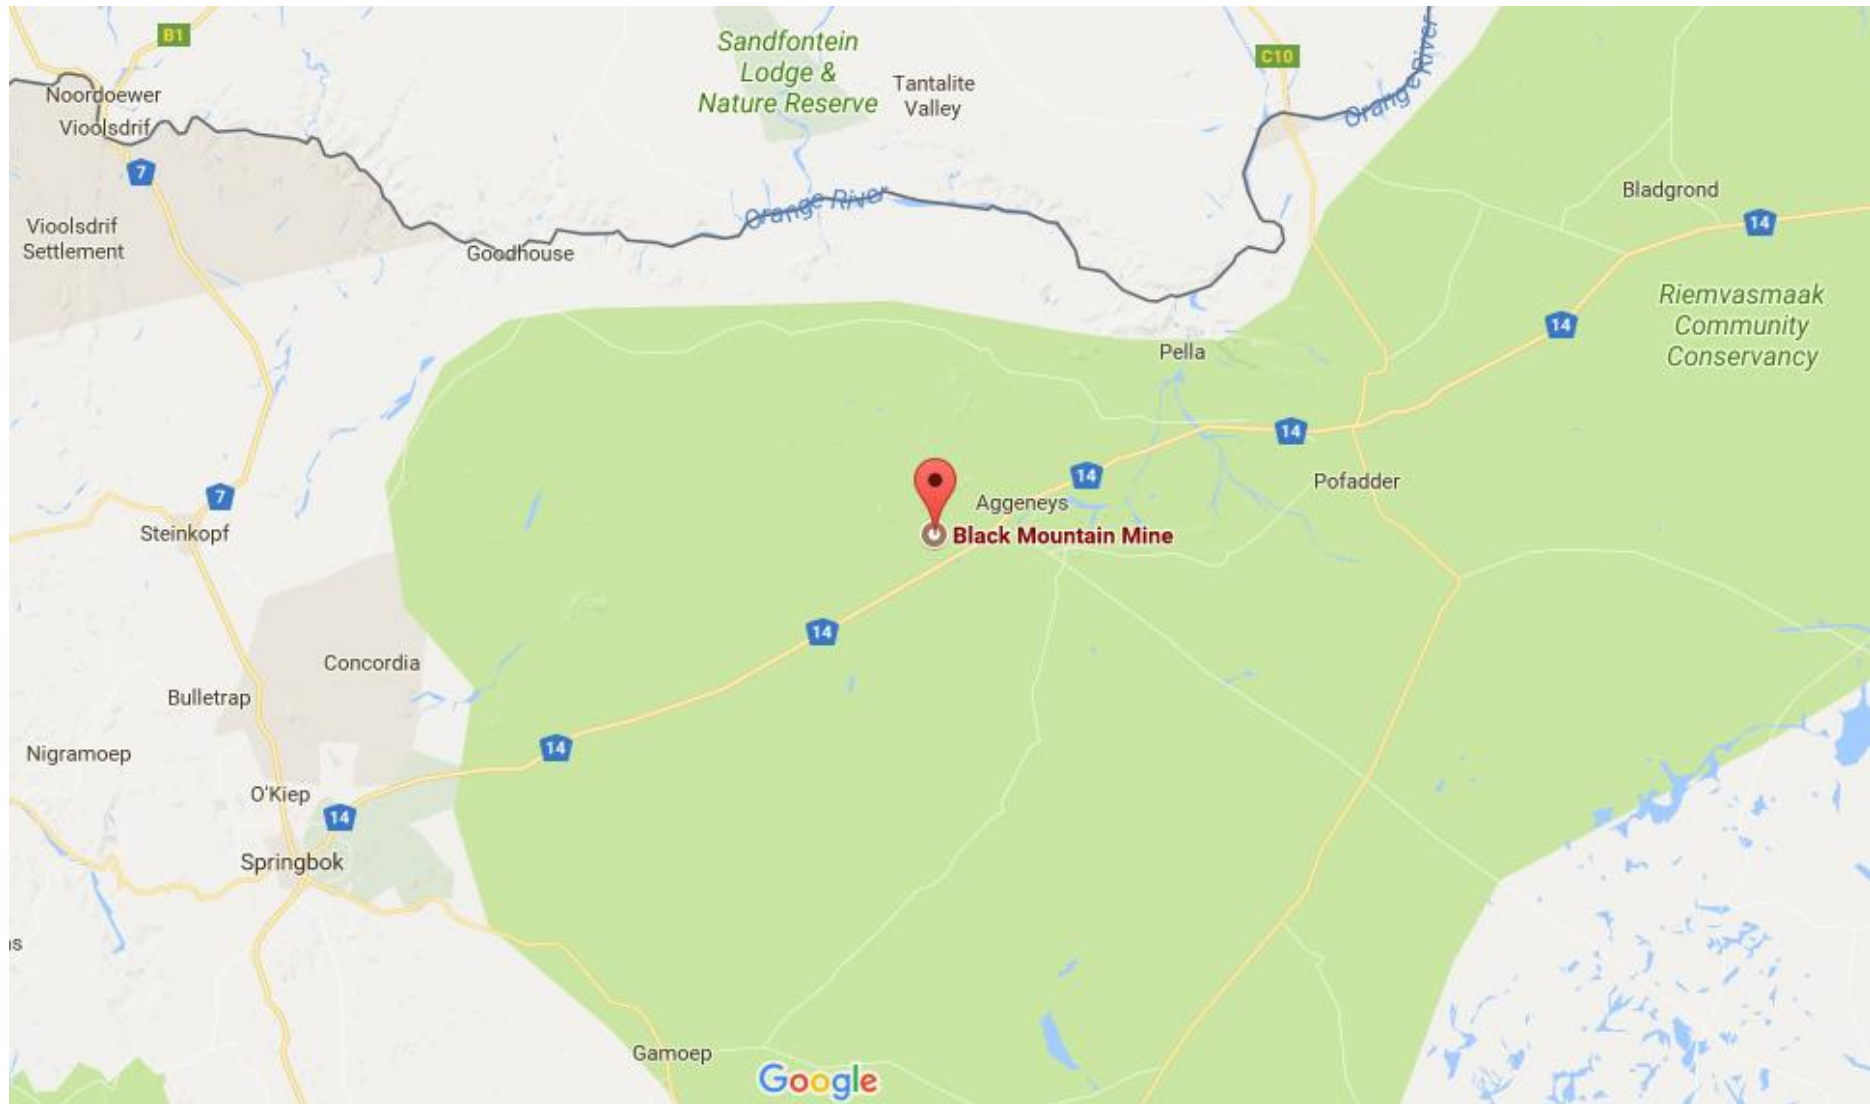 B1
Sandfontein
Lodge &
Nature Reserve
Tantalite
Valley
C10
Orange River
Noordoewer
Vioolsdrif
7
Bladgrond
Orange River
14
Vioolsdrif
Settlement
Goodhouse
Riemvasmaak
Community
Conservancy
14
Pella
14
14
Pofadder
7
Aggeneys
Steinkopf
Black Mountain Mine
14
Concordia
Bulletrap
14
Nigramoep
O'Kiep
14
Springbok
is
Gamoep
Google